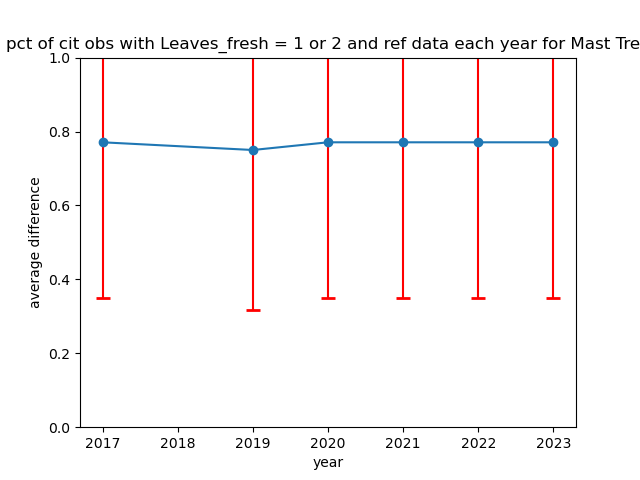 pct of cit obs with Leaves_fresh = 1 or 2 and ref data each year for Mast Tre
1.0
0.8
0.6
0.4
0.2
0.0
average difference
2017 2018 2019 2020 2021 2022 2023
year